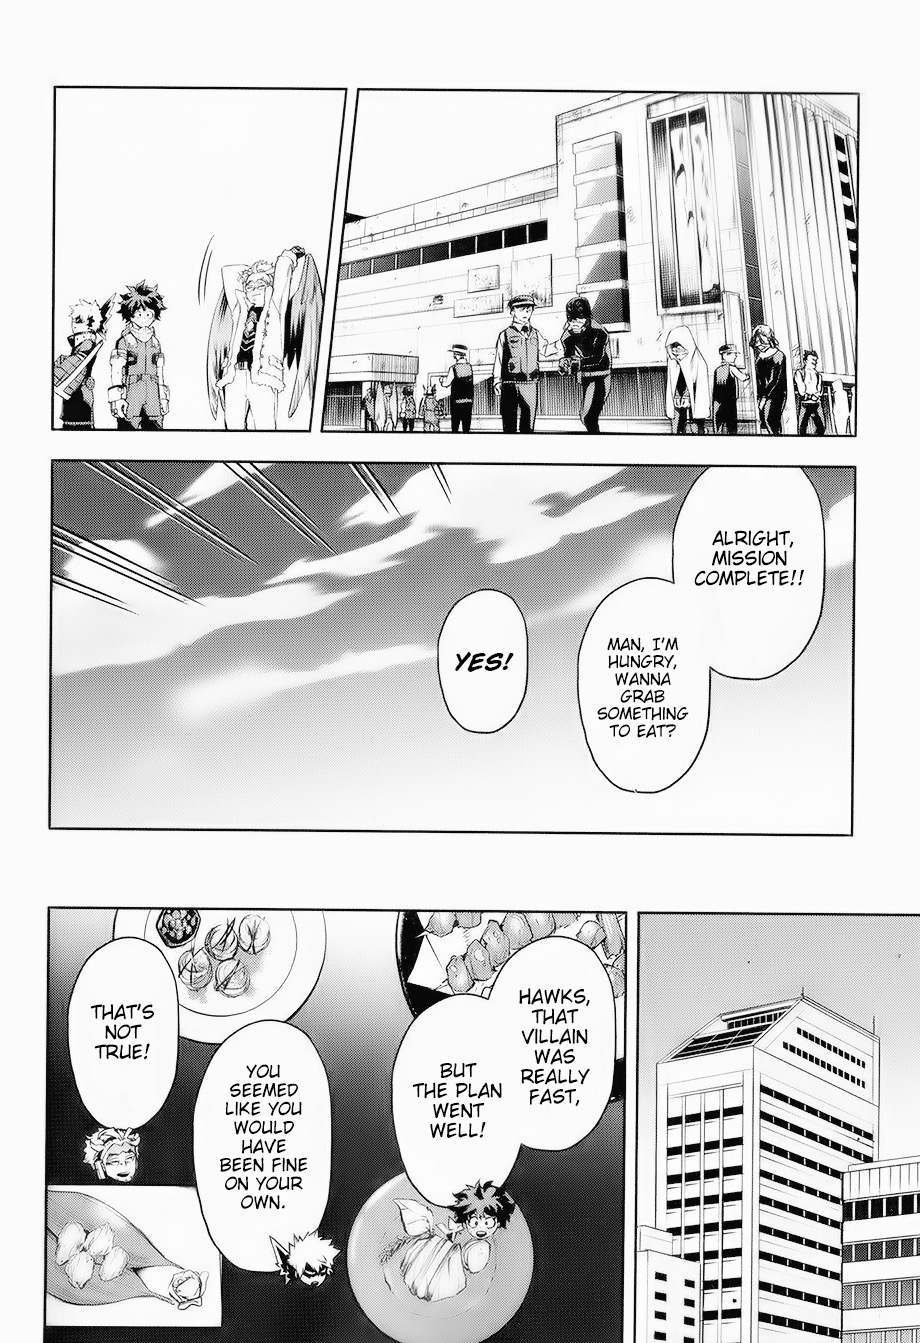 ALRIGHT,
MISSION
COMPLETE!!
MAN, I'M
HUNGRY,
WANNA
GRAB
SOMETHING
TO EAT?
YES!
HAWKS,
THAT
VILLAIN
WAS
REALLY
FAST,
BUT
THE PLAN
WENT
WELL!
YOU
SEEMED
LIKE YOU
WOULD
HAVE
BEEN FINE
ON YOUR
OWN.
THAT'S
NOT
TRUE!